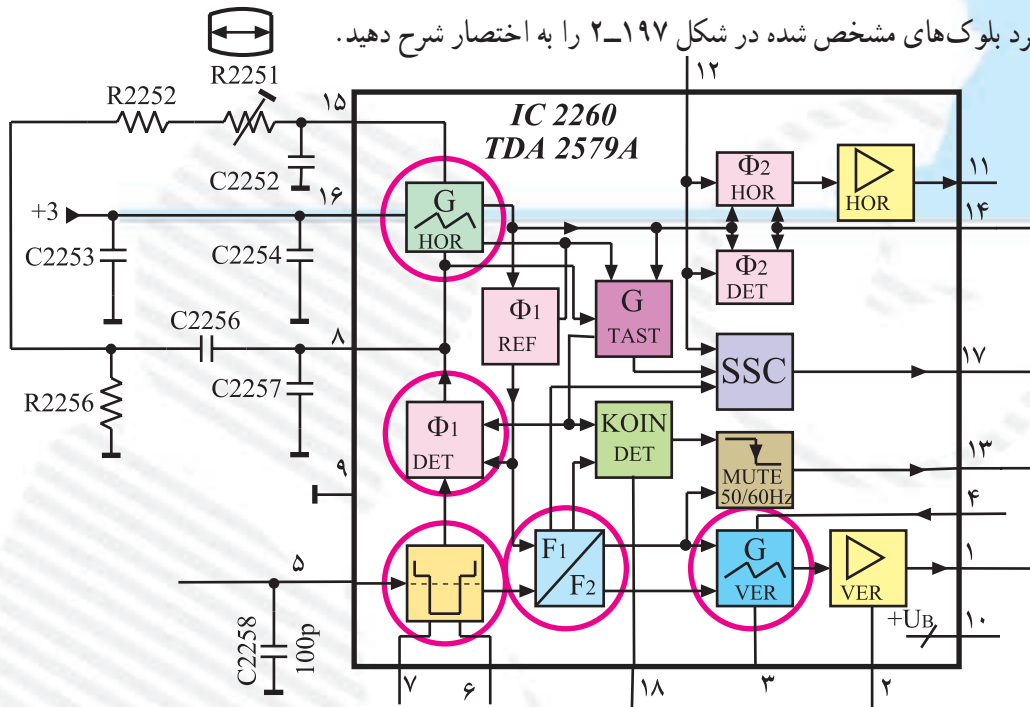 رد بلوک‌های مشخص شده در شکل ۱۹۷ــ۲ را به اختصار شرح دهید.
۱۲
R2251
R2252
۱۵
IC 2260
TDA 2579A
C2252
۱۶
+3
G
HOR
Φ2
HOR
HOR
۱۱
۱۴
C2253
C2254
Φ2
DET
G
TAST
Φ1
REF
C2256
۸
SSC
۱۷
C2257
R2256
Φ1
DET
KOIN
DET
MUTE
50/60Hz
۱۳
۹
۴
F1
F2
G
VER
VER
۱
۵
+UB
۱۰
C2258
100p
۷
۶
۱۸
۳
۲